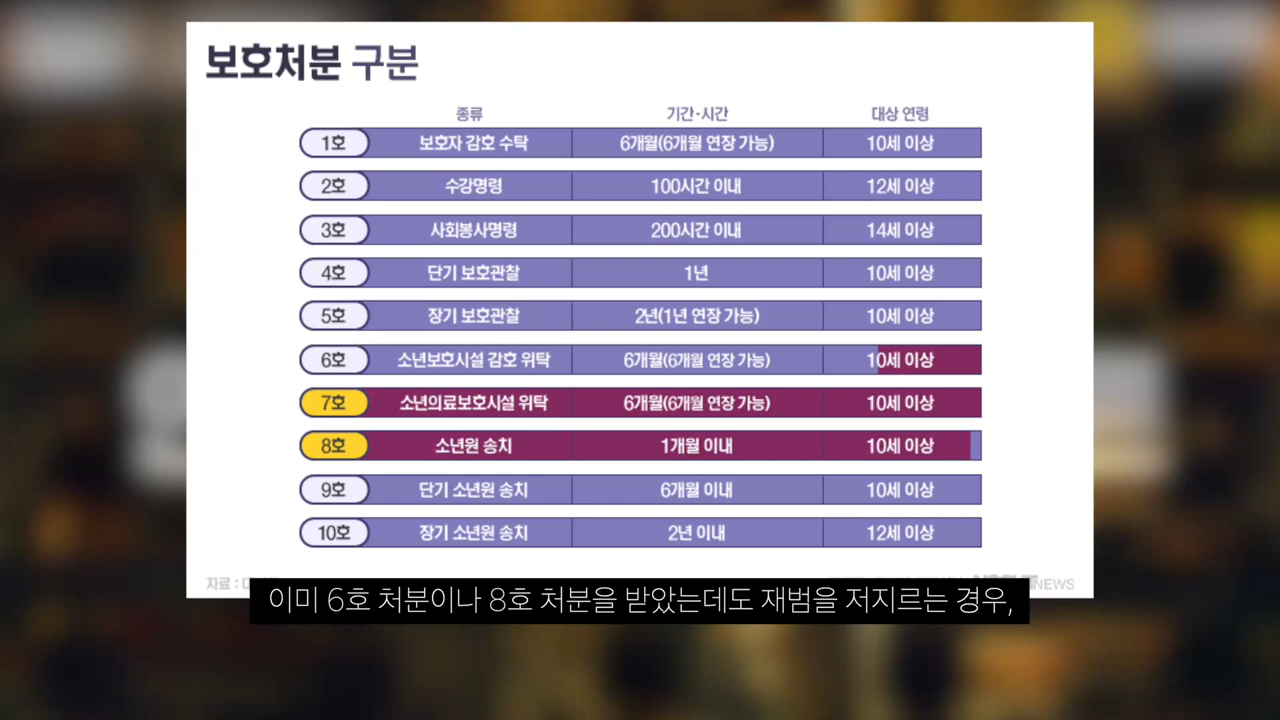 보호처분 구분
종류 기간·시간 대상 연령
1호 보호자 감호 수탁 6개월(6개월 연장 가능) 10세 이상
2호 수강명령 100시간 이내 12세 이상
3호 사회봉사명령 200시간 이내 14세 이상
4호 단기 보호관찰 1년 10세 이상
5호 장기 보호관찰 2년(1년 연장 가능) 10세 이상
6호 소년보호시설 감호 위탁 6개월(6개월 연장 가능) 10세 이상
7호 소년의료보호시설 위탁 6개월(6개월 연장 가능) 10세 이상
8호 소년원 송치 1개월 이내 10세 이상
9호 단기 소년원 송치 6개월 이내 10세 이상
10호 장기 소년원 송치 2년 이내 12세 이상
자료 : NEWS
이미 6호 처분이나 8호 처분을 받았는데도 재범을 저지르는 경우,